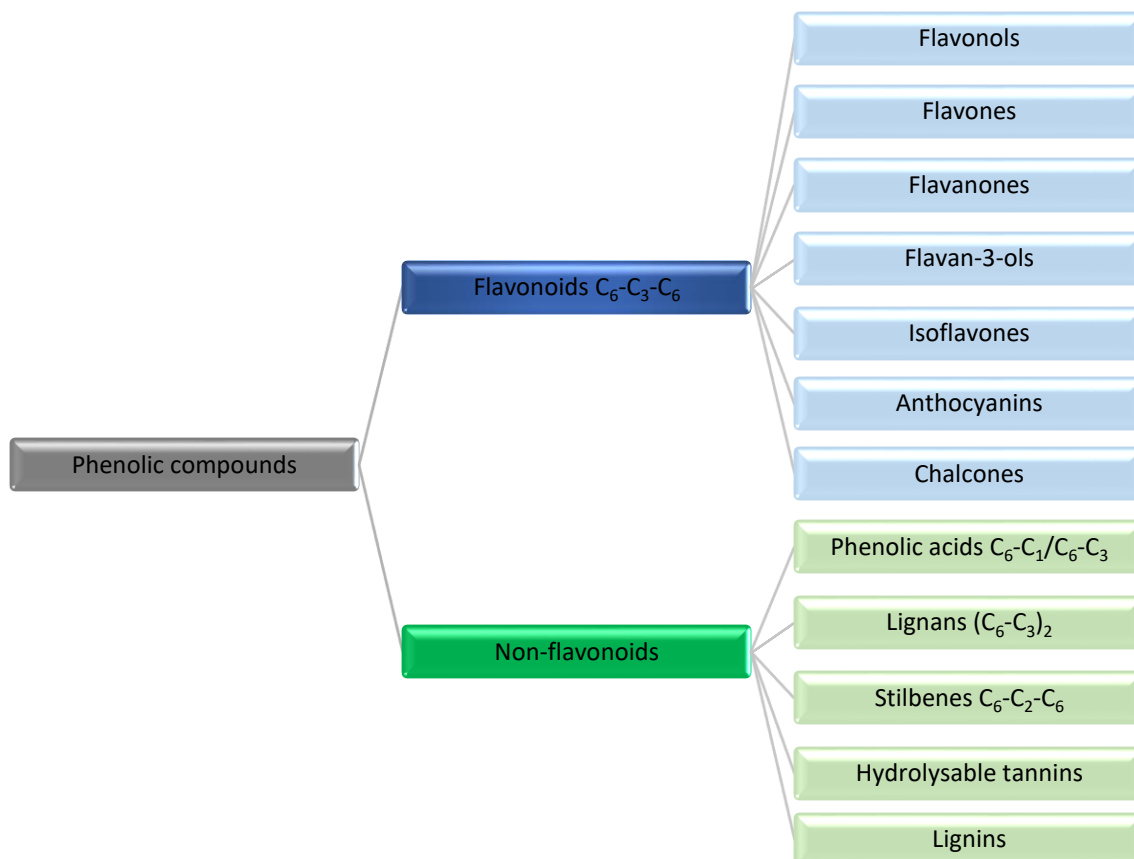 Phenolic compounds
Flavonoids C₆-C₃-C₆
Flavonols
Flavones
Flavanones
Flavan-3-ols
Isoflavones
Anthocyanins
Chalcones
Non-flavonoids
Phenolic acids C₆-C₁/C₆-C₃
Lignans (C₆-C₃)₂
Stilbenes C₆-C₂-C₆
Hydrolysable tannins
Lignins